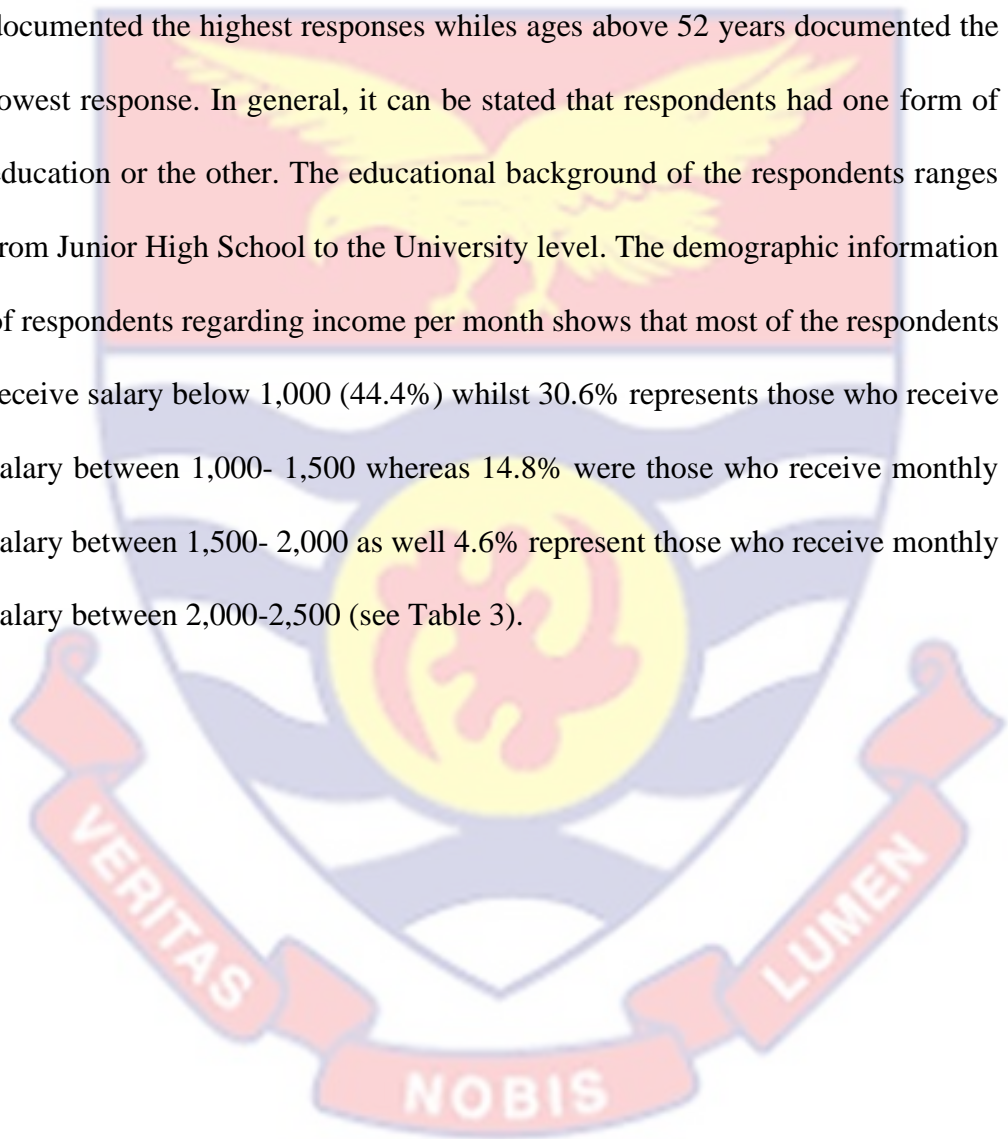 documented the highest responses whiles ages above 52 years documented the
lowest response. In general, it can be stated that respondents had one form of
education or the other. The educational background of the respondents ranges
from Junior High School to the University level. The demographic information
of respondents regarding income per month shows that most of the respondents
receive salary below 1,000 (44.4%) whilst 30.6% represents those who receive
salary between 1,000- 1,500 whereas 14.8% were those who receive monthly
salary between 1,500- 2,000 as well 4.6% represent those who receive monthly
salary between 2,000-2,500 (see Table 3).
VERITAS
NOBIS
LUMEN